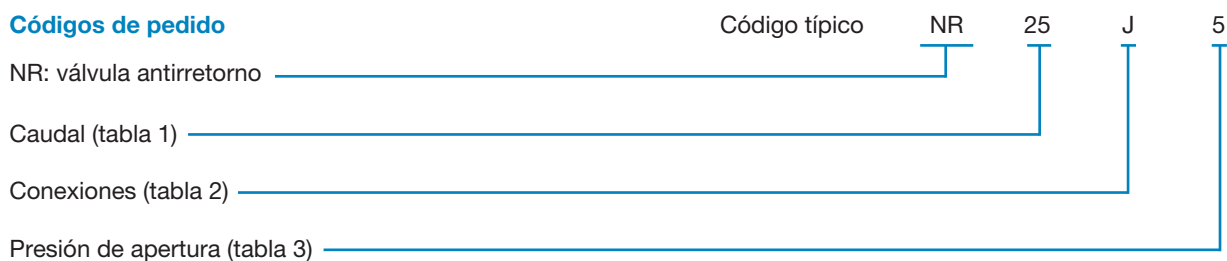 Códigos de pedido Código típico NR 25 J 5
NR: válvula antirretorno
Caudal (tabla 1)
Conexiones (tabla 2)
Presión de apertura (tabla 3)